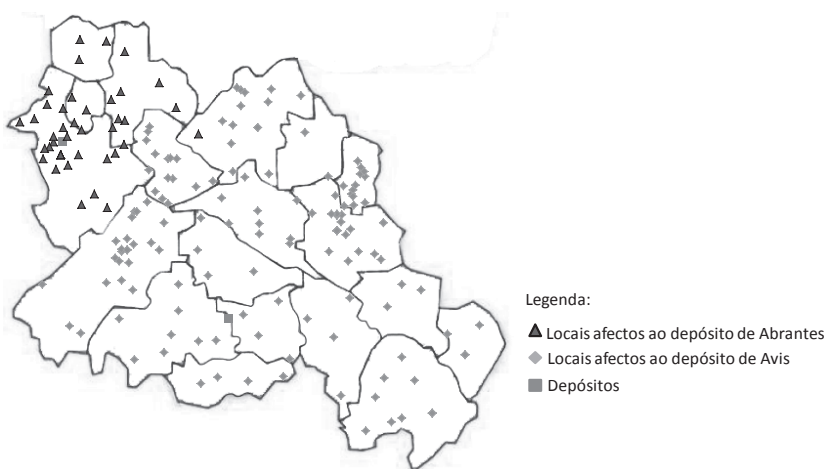 Legenda:
Locais afectos ao depósito de Abrantes
Locais afectos ao depósito de Avis
Depósitos